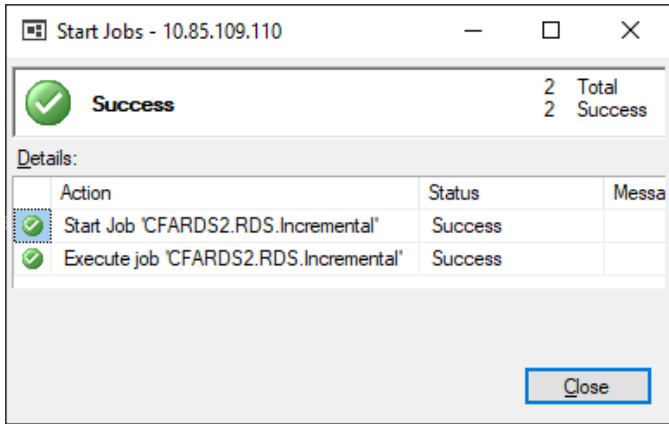 Start Jobs - 10.85.109.110
Success
2 Total
2 Success
Details:
Action Status Messa
Start Job 'CFARDS2.RDS.Incremental' Success
Execute job 'CFARDS2.RDS.Incremental' Success
Close